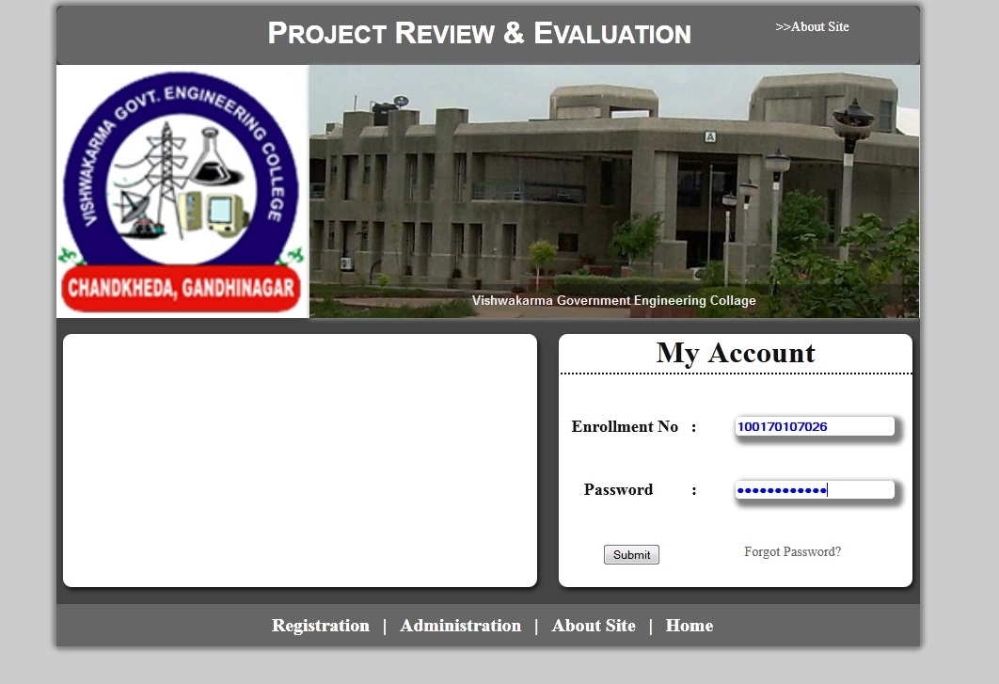 PROJECT REVIEW & EVALUATION
>>About Site
VISHWAKARMA GOVT. ENGINEERING COLLEGE
CHANDKHEDA, GANDHINAGAR
A
Vishwakarma Government Engineering Collage
My Account
Enrollment No : 100170107026
Password : ••••••••••••
Submit Forgot Password?
Registration | Administration | About Site | Home